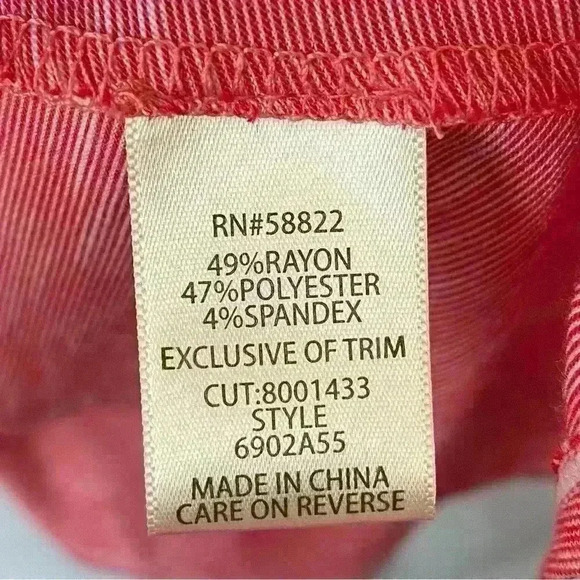 RN#58822
49%RAYON
47%POLYESTER
4%SPANDEX
EXCLUSIVE OF TRIM
CUT:8001433
STYLE
6902A55
MADE IN CHINA
CARE ON REVERSE